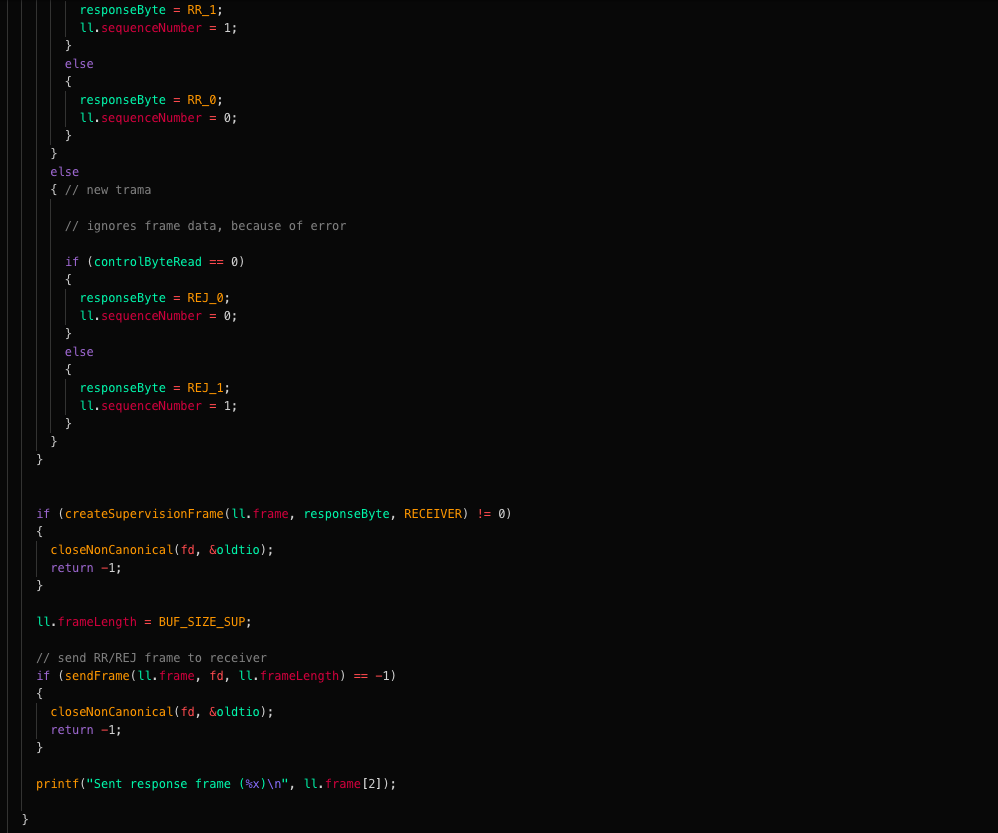 responseByte = RR_1;
ll.sequenceNumber = 1;
}
else
{
responseByte = RR_0;
ll.sequenceNumber = 0;
}
}
else
{ // new trama
// ignores frame data, because of error
if (controlByteRead == 0)
{
responseByte = REJ_0;
ll.sequenceNumber = 0;
}
else
{
responseByte = REJ_1;
ll.sequenceNumber = 1;
}
}
}
if (createSupervisionFrame(ll.frame, responseByte, RECEIVER) != 0)
{
closeNonCanonical(fd, &oldtio);
return -1;
}
ll.frameLength = BUF_SIZE_SUP;
// send RR/REJ frame to receiver
if (sendFrame(ll.frame, fd, ll.frameLength) == -1)
{
closeNonCanonical(fd, &oldtio);
return -1;
}
printf("Sent response frame (%x)\n", ll.frame[2]);
}